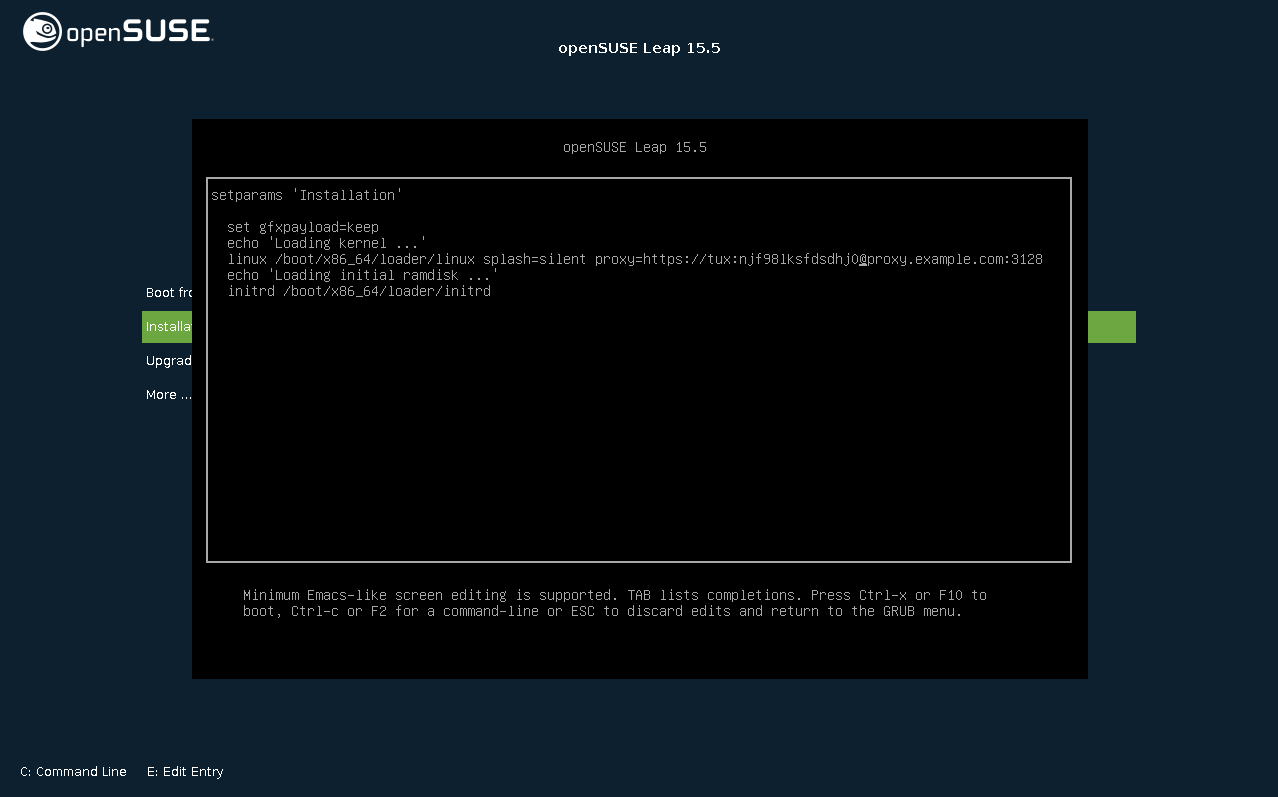 openSUSE
openSUSE Leap 15.5
openSUSE Leap 15.5
setparams 'Installation'
set gfxpayload=keep
echo 'Loading kernel ...'
linux /boot/x86_64/loader/linux splash=silent proxy=https://tux:njf98lksfdsdhj0@proxy.example.com:3128
echo 'Loading initial ramdisk ...'
initrd /boot/x86_64/loader/initrd
Boot fro
Installa
Upgrad
More ...
Minimum Emacs-like screen editing is supported. TAB lists completions. Press Ctrl-x or F10 to
boot, Ctrl-c or F2 for a command-line or ESC to discard edits and return to the GRUB menu.
C: Command Line E: Edit Entry